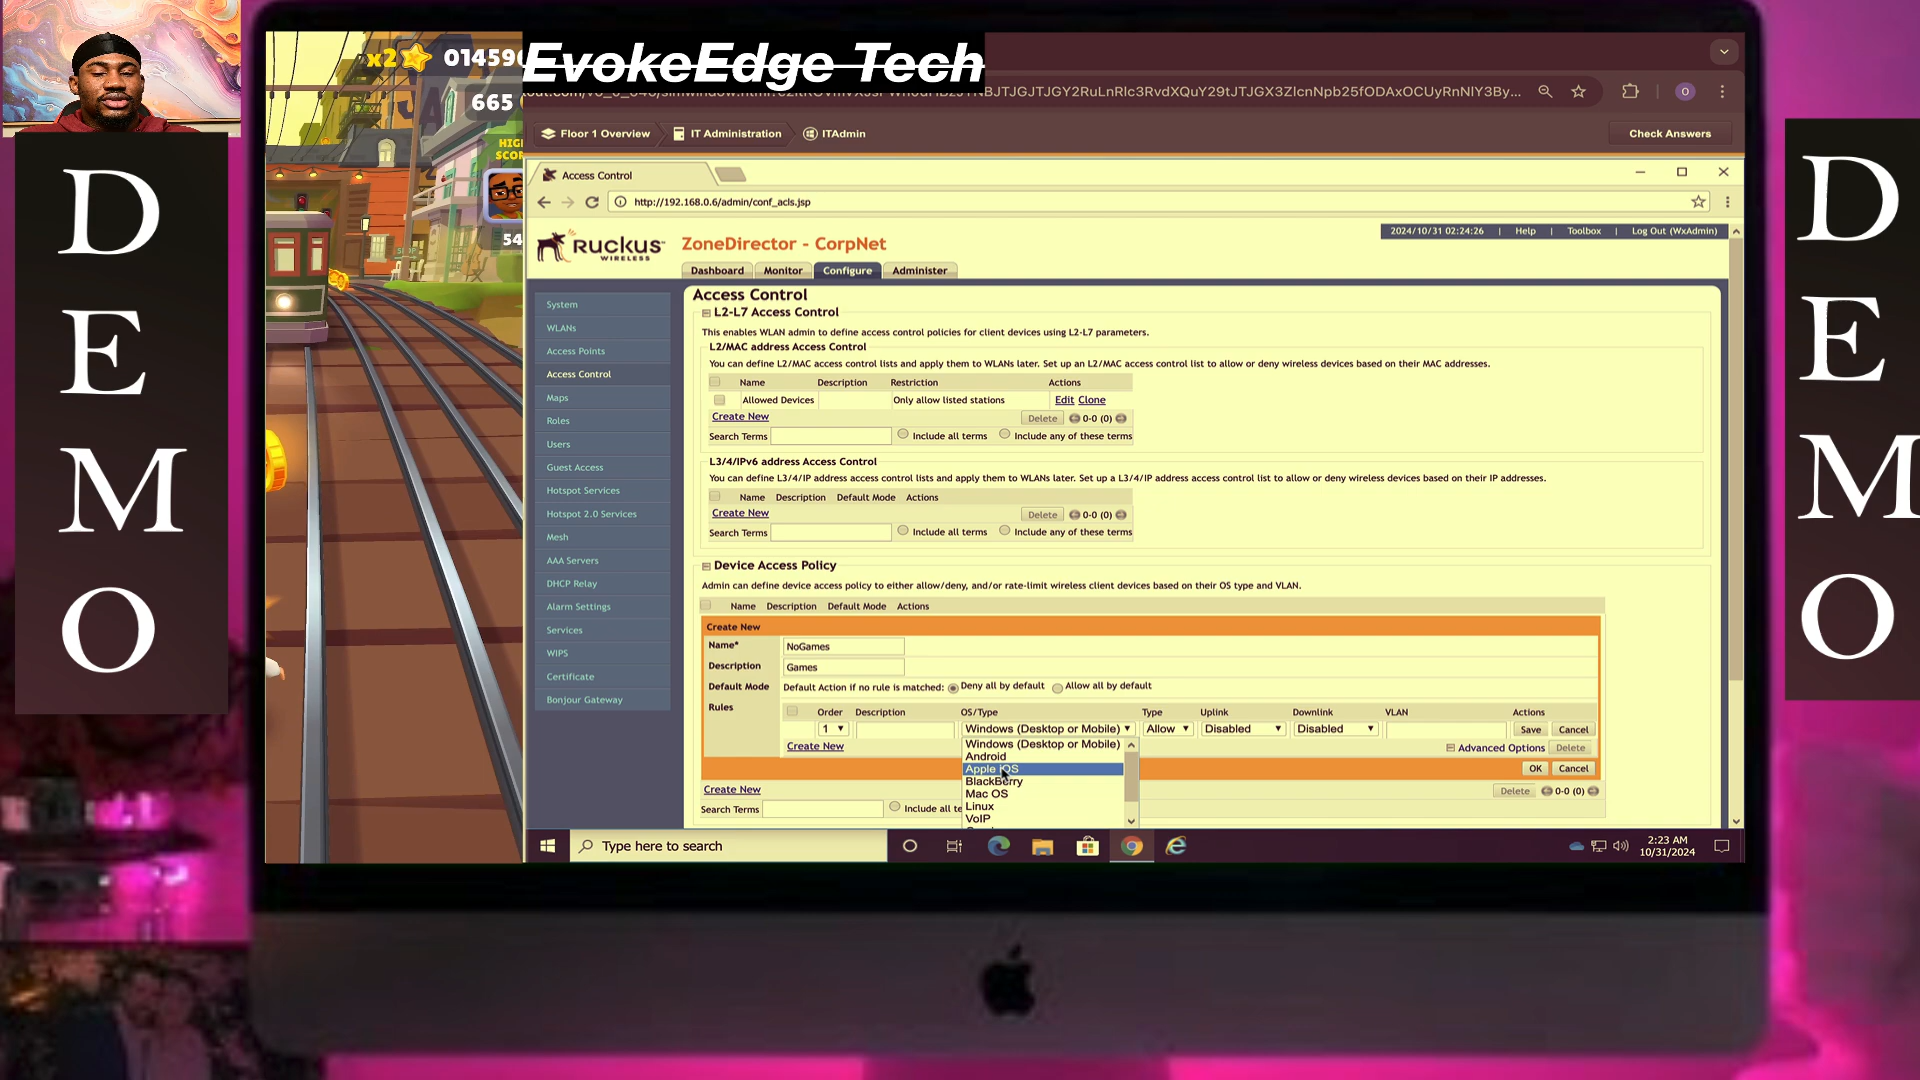 D
E
M
O
x2 01459
665
HIG
SCOR
54
EvokeEdge Tech
Floor 1 Overview
IT Administration
ITAdmin
Check Answers
Access Control
http://192.168.0.6/admin/conf_acls.jsp
RUCKUS
WIRELESS
ZoneDirector - CorpNet
2024/10/31 02:24:26 | Help | Toolbox | Log Out (WxAdmin)
Dashboard
Monitor
Configure
Administer
System
WLANs
Access Points
Access Control
Maps
Roles
Users
Guest Access
Hotspot Services
Hotspot 2.0 Services
Mesh
AAA Servers
DHCP Relay
Alarm Settings
Services
WIPS
Certificate
Bonjour Gateway
Access Control
L2-L7 Access Control
This enables WLAN admin to define access control policies for client devices using L2-L7 parameters.
L2/MAC address Access Control
You can define L2/MAC access control lists and apply them to WLANs later. Set up an L2/MAC access control list to allow or deny wireless devices based on their MAC addresses.
Name Description Restriction Actions
Allowed Devices Only allow listed stations Edit Clone
Create New Delete 0-0 (0)
Search Terms Include all terms Include any of these terms
L3/4/IPv6 address Access Control
You can define L3/4/IP address access control lists and apply them to WLANs later. Set up a L3/4/IP address access control list to allow or deny wireless devices based on their IP addresses.
Name Description Default Mode Actions
Create New Delete 0-0 (0)
Search Terms Include all terms Include any of these terms
Device Access Policy
Admin can define device access policy to either allow/deny, and/or rate-limit wireless client devices based on their OS type and VLAN.
Name Description Default Mode Actions
Create New
Name* NoGames
Description Games
Default Mode Default Action if no rule is matched: Deny all by default Allow all by default
Rules Order Description OS/Type Type Uplink Downlink VLAN Actions
1 Windows (Desktop or Mobile) Allow Disabled Disabled Save Cancel
Create New Advanced Options Delete
Windows (Desktop or Mobile)
Android
Apple iOS
BlackBerry
Mac OS
Linux
VoIP
OK Cancel
Create New Delete 0-0 (0)
Search Terms Include all te
Type here to search
2:23 AM
10/31/2024
D
E
M
O